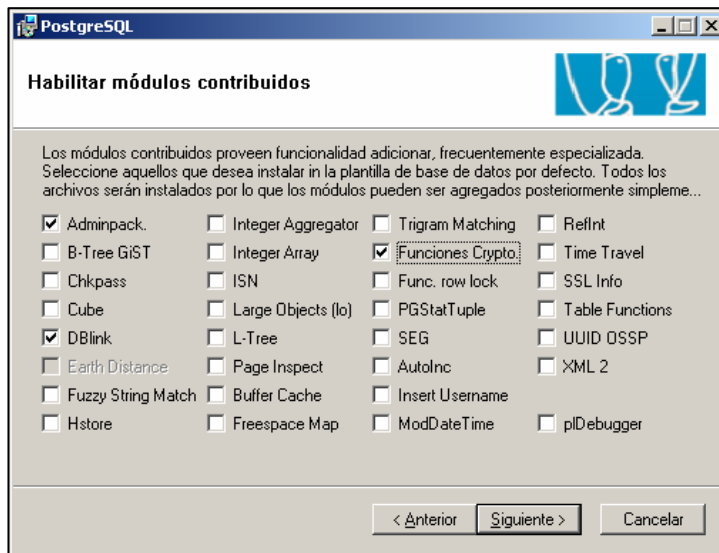 PostgreSQL
Habilitar módulos contribuidos
Los módulos contribuidos proveen funcionalidad adicionar, frecuentemente especializada.
Seleccione aquellos que desea instalar in la plantilla de base de datos por defecto. Todos los
archivos serán instalados por lo que los módulos pueden ser agregados posteriormente simpleme...
Adminpack. Integer Aggregator Trigram Matching RefInt
B-Tree GiST Integer Array Funciones Crypto. Time Travel
Chkpass ISN Func. row lock SSL Info
Cube Large Objects (lo) PGStatTuple Table Functions
DBlink L-Tree SEG UUID OSSP
Earth Distance Page Inspect AutoInc XML 2
Fuzzy String Match Buffer Cache Insert Username
Hstore Freespace Map ModDateTime plDebugger
< Anterior Siguiente > Cancelar